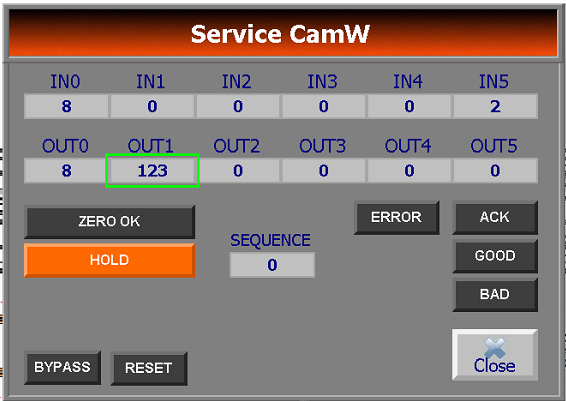 Service CamW
IN0 IN1 IN2 IN3 IN4 IN5
8 0 0 0 0 2
OUT0 OUT1 OUT2 OUT3 OUT4 OUT5
8 123 0 0 0 0
ZERO OK ERROR ACK
HOLD SEQUENCE GOOD
0
BAD
BYPASS RESET Close